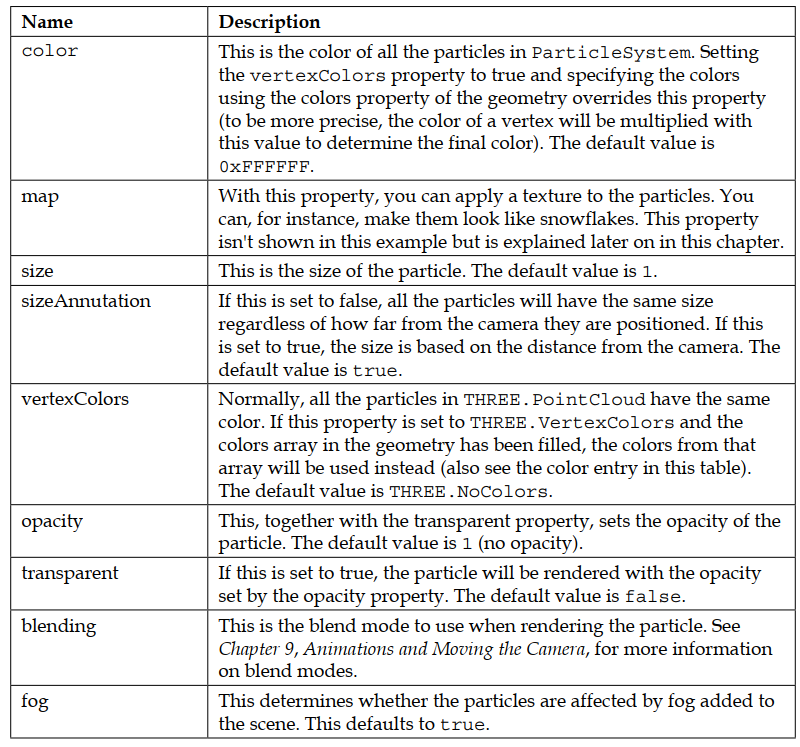 Name Description
color This is the color of all the particles in ParticleSystem. Setting
the vertexColors property to true and specifying the colors
using the colors property of the geometry overrides this property
(to be more precise, the color of a vertex will be multiplied with
this value to determine the final color). The default value is
0xFFFFFF.
map With this property, you can apply a texture to the particles. You
can, for instance, make them look like snowflakes. This property
isn't shown in this example but is explained later on in this chapter.
size This is the size of the particle. The default value is 1.
sizeAnnutation If this is set to false, all the particles will have the same size
regardless of how far from the camera they are positioned. If this
is set to true, the size is based on the distance from the camera. The
default value is true.
vertexColors Normally, all the particles in THREE.PointCloud have the same
color. If this property is set to THREE.VertexColors and the
colors array in the geometry has been filled, the colors from that
array will be used instead (also see the color entry in this table).
The default value is THREE.NoColors.
opacity This, together with the transparent property, sets the opacity of the
particle. The default value is 1 (no opacity).
transparent If this is set to true, the particle will be rendered with the opacity
set by the opacity property. The default value is false.
blending This is the blend mode to use when rendering the particle. See
Chapter 9, Animations and Moving the Camera, for more information
on blend modes.
fog This determines whether the particles are affected by fog added to
the scene. This defaults to true.